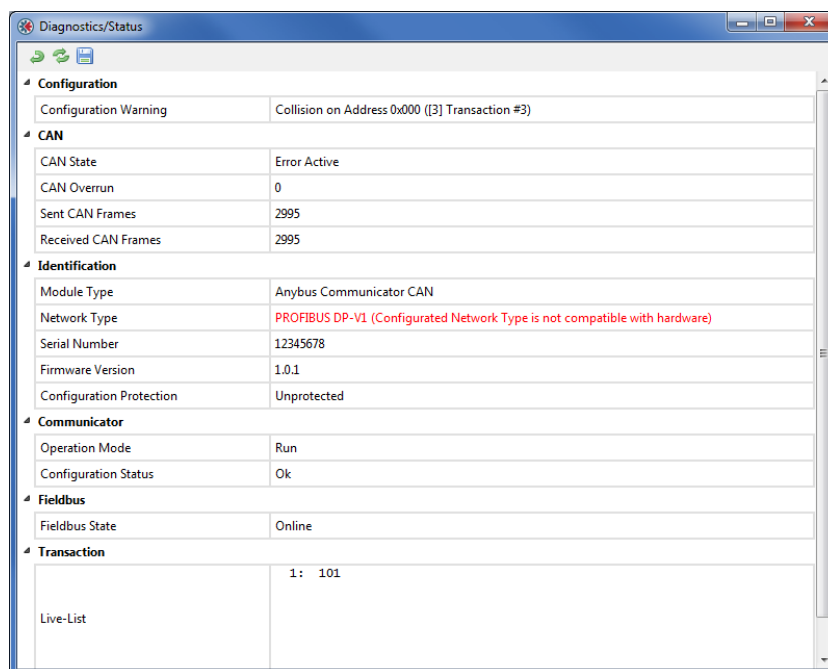 Diagnostics/Status
Configuration
Configuration Warning Collision on Address 0x000 ([3] Transaction #3)
CAN
CAN State Error Active
CAN Overrun 0
Sent CAN Frames 2995
Received CAN Frames 2995
Identification
Module Type Anybus Communicator CAN
Network Type PROFIBUS DP-V1 (Configurated Network Type is not compatible with hardware)
Serial Number 12345678
Firmware Version 1.0.1
Configuration Protection Unprotected
Communicator
Operation Mode Run
Configuration Status Ok
Fieldbus
Fieldbus State Online
Transaction
1: 101
Live-List